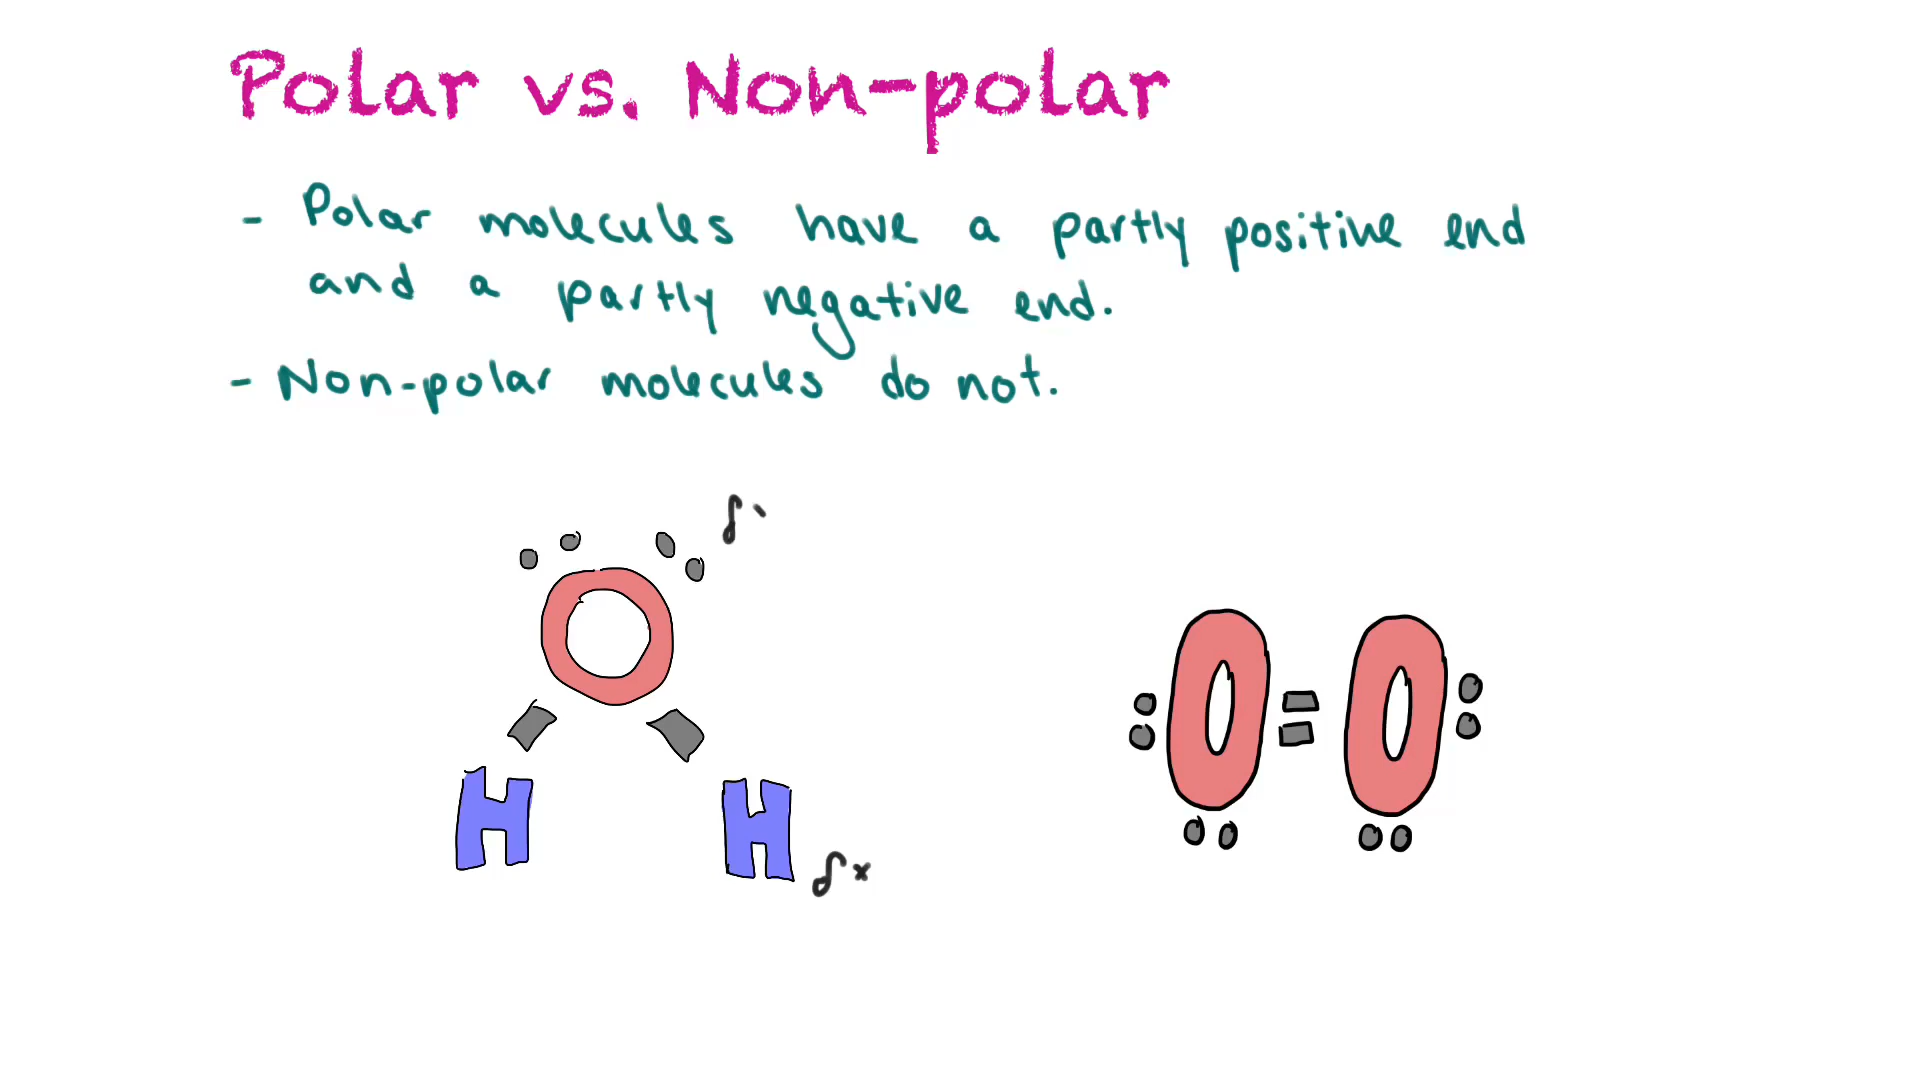 Polar vs. Non-polar
- Polar molecules have a partly positive end
and a partly negative end.
- Non-polar molecules do not.
δ-
O
H H
δ+
O=O